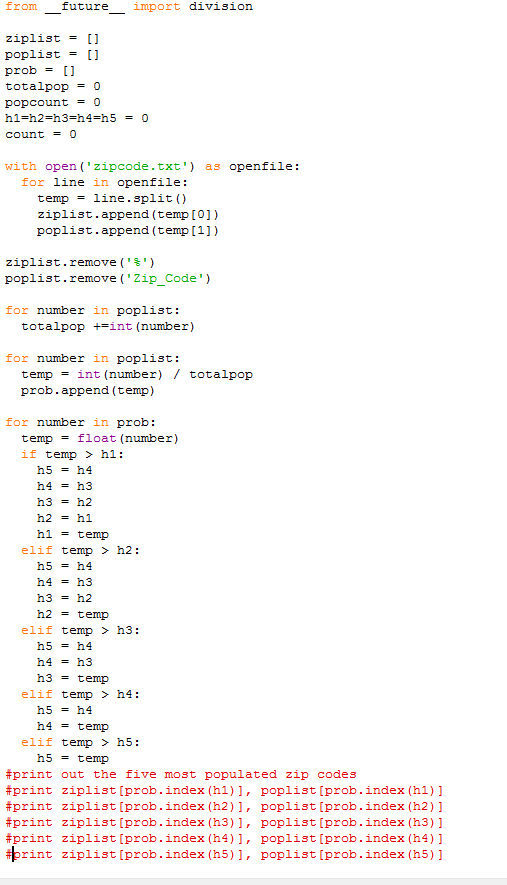 from __future__ import division

ziplist = []
poplist = []
prob = []
totalpop = 0
popcount = 0
h1=h2=h3=h4=h5 = 0
count = 0

with open('zipcode.txt') as openfile:
  for line in openfile:
    temp = line.split()
    ziplist.append(temp[0])
    poplist.append(temp[1])

ziplist.remove('%')
poplist.remove('Zip_Code')

for number in poplist:
  totalpop +=int(number)

for number in poplist:
  temp = int(number) / totalpop
  prob.append(temp)

for number in prob:
  temp = float(number)
  if temp > h1:
    h5 = h4
    h4 = h3
    h3 = h2
    h2 = h1
    h1 = temp
  elif temp > h2:
    h5 = h4
    h4 = h3
    h3 = h2
    h2 = temp
  elif temp > h3:
    h5 = h4
    h4 = h3
    h3 = temp
  elif temp > h4:
    h5 = h4
    h4 = temp
  elif temp > h5:
    h5 = temp
#print out the five most populated zip codes
#print ziplist[prob.index(h1)], poplist[prob.index(h1)]
#print ziplist[prob.index(h2)], poplist[prob.index(h2)]
#print ziplist[prob.index(h3)], poplist[prob.index(h3)]
#print ziplist[prob.index(h4)], poplist[prob.index(h4)]
#print ziplist[prob.index(h5)], poplist[prob.index(h5)]